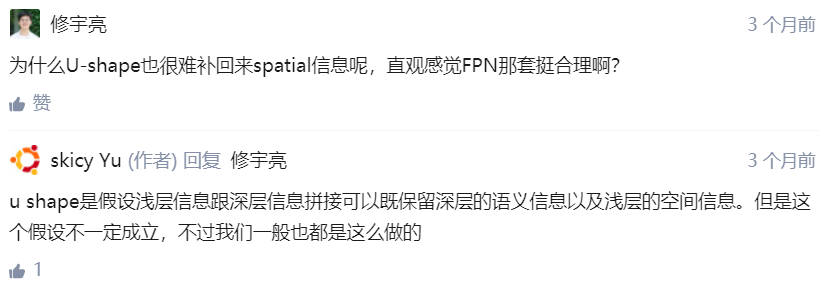 修宇亮
3 个月前
为什么U-shape也很难补回来spatial信息呢，直观感觉FPN那套挺合理啊？
赞
skicy Yu (作者) 回复 修宇亮
3 个月前
u shape是假设浅层信息跟深层信息拼接可以既保留深层的语义信息以及浅层的空间信息。但是这
个假设不一定成立，不过我们一般也都是这么做的
1